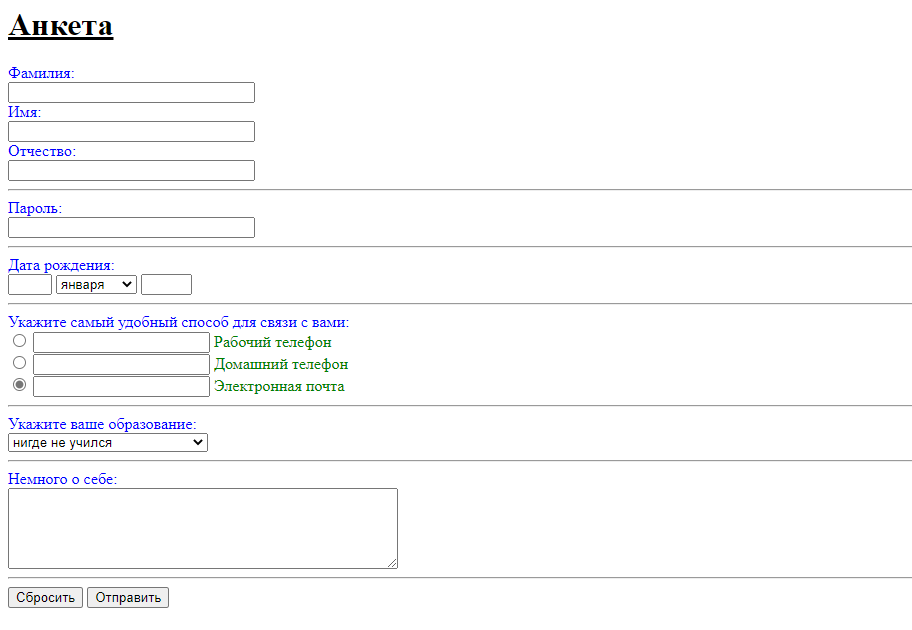 Анкета
Фамилия:
Имя:
Отчество:
Пароль:
Дата рождения:
января
Укажите самый удобный способ для связи с вами:
Рабочий телефон
Домашний телефон
Электронная почта
Укажите ваше образование:
нигде не учился
Немного о себе:
Сбросить Отправить